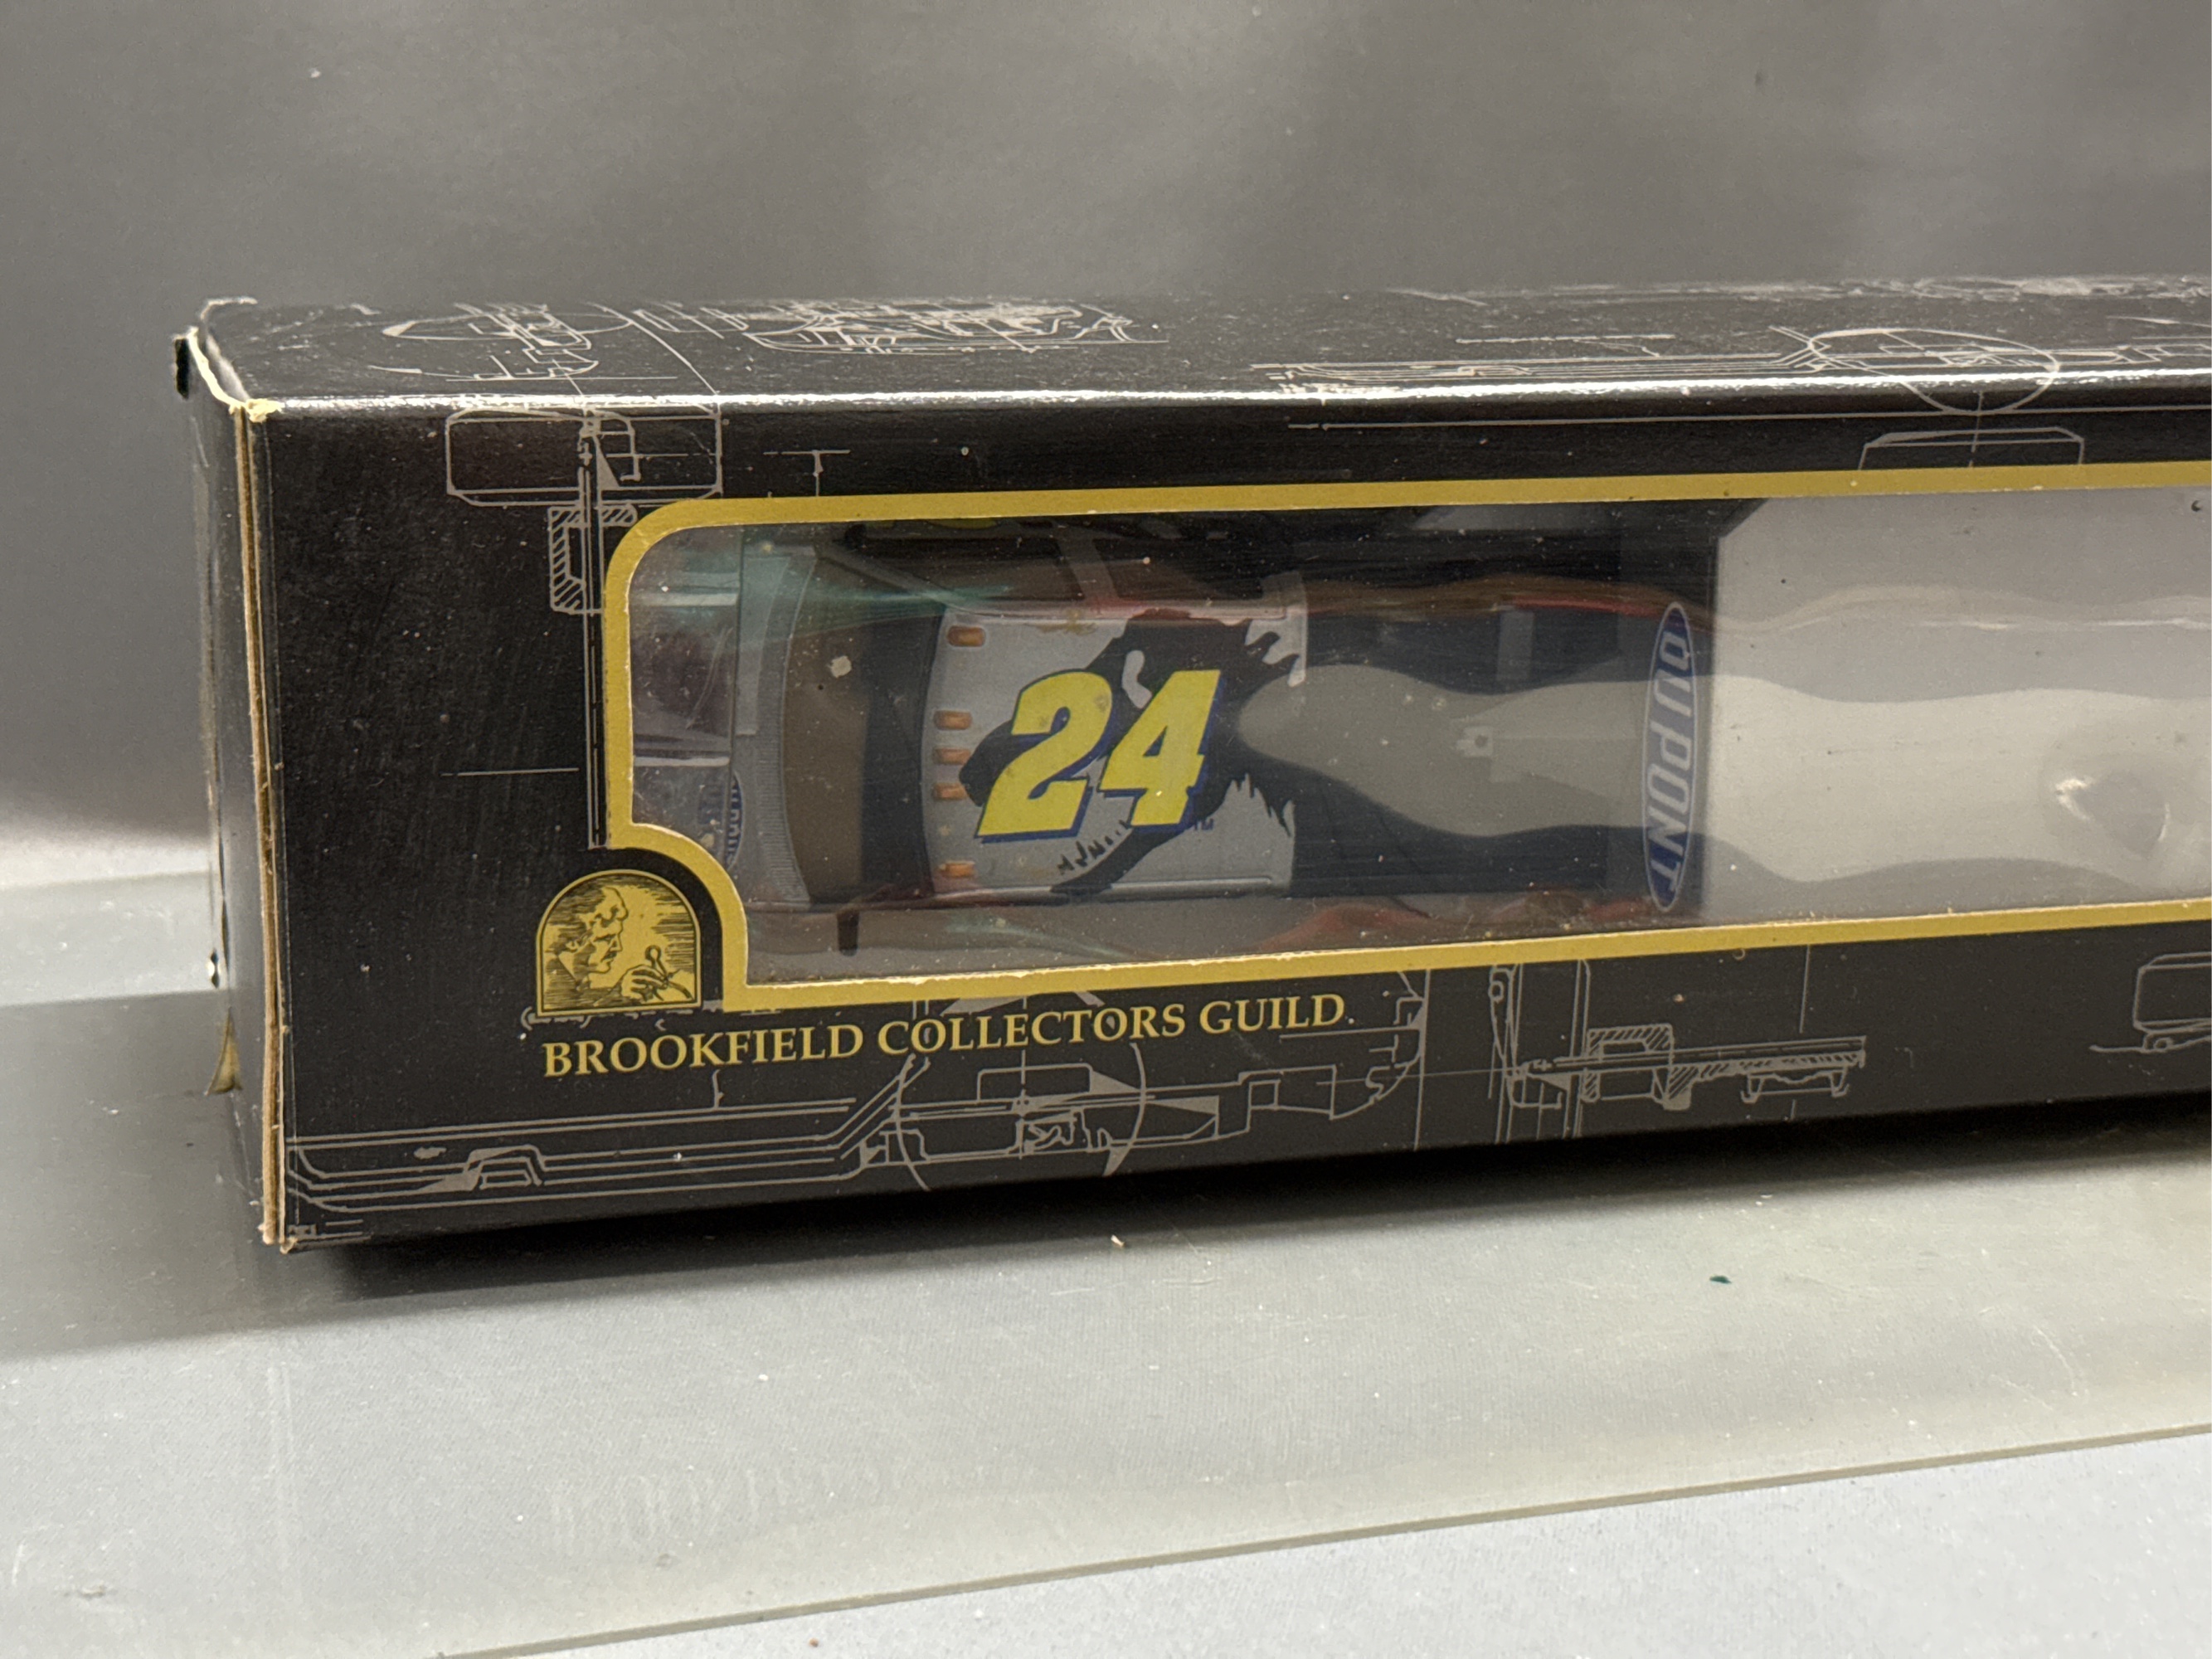 24
DUPONT
BROOKFIELD COLLECTORS GUILD.